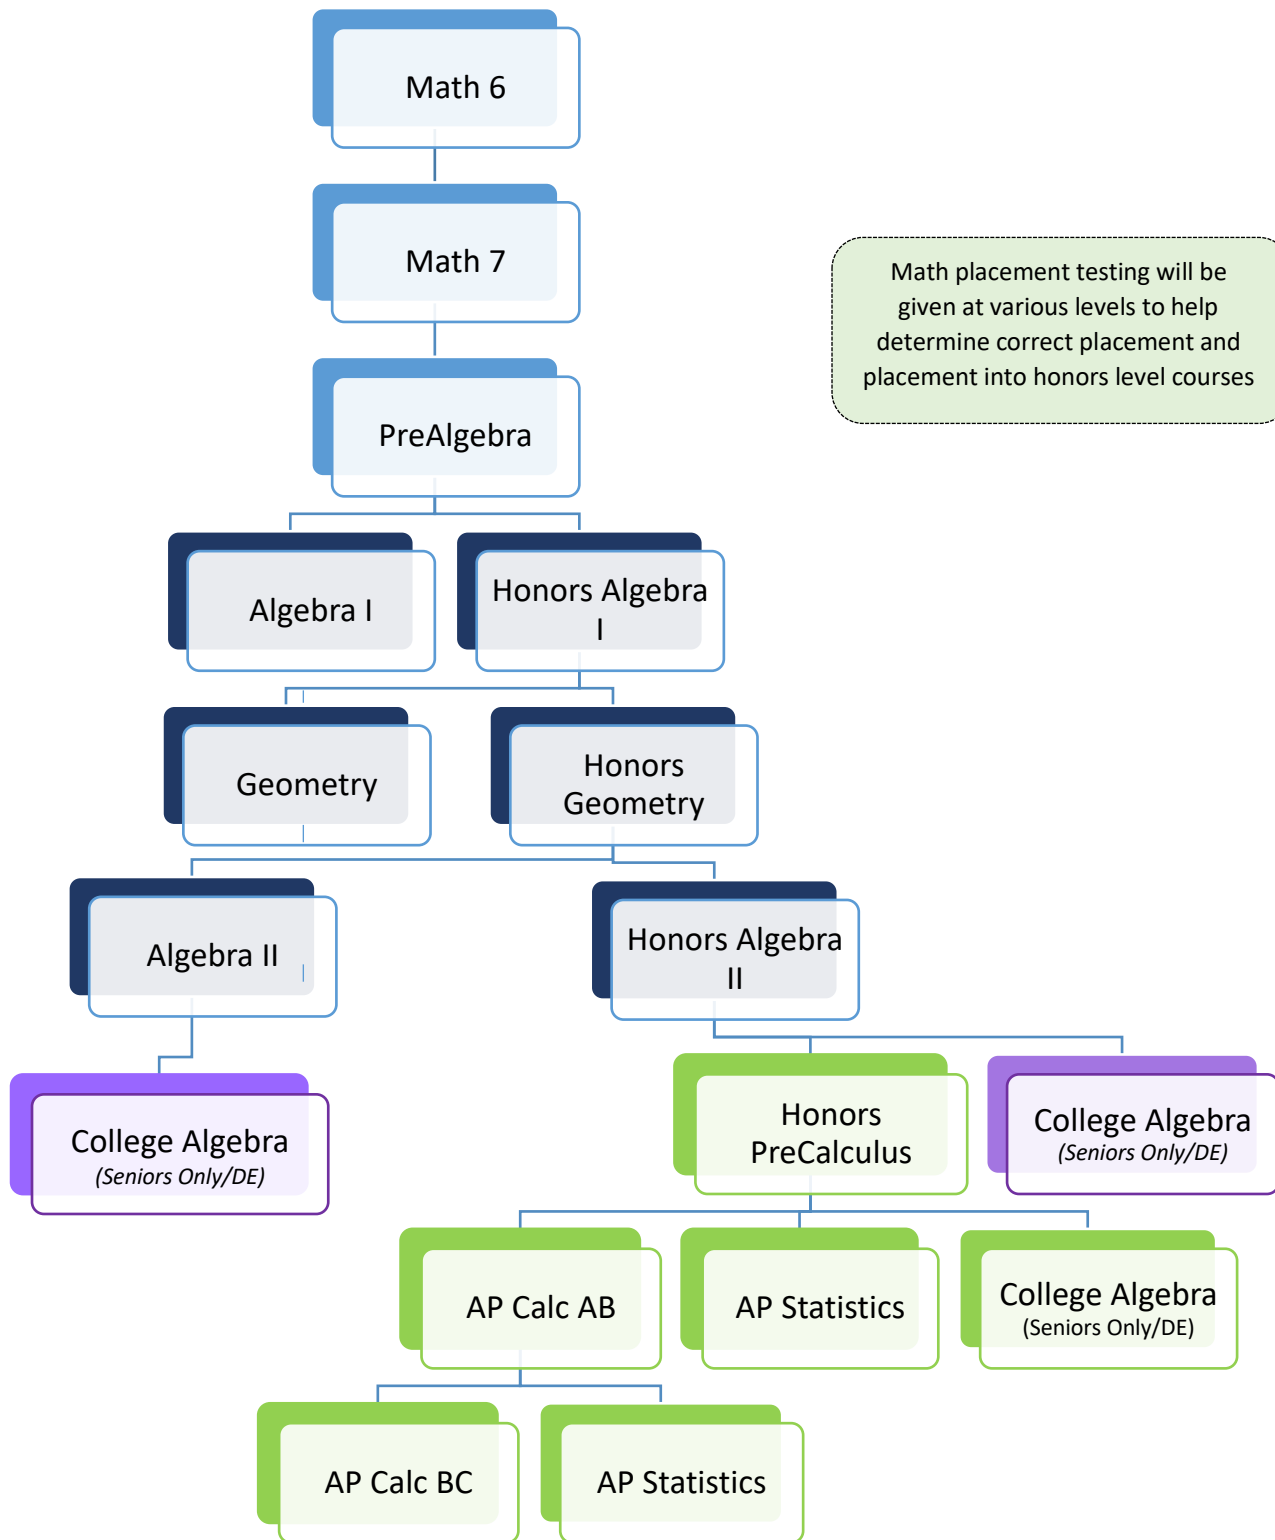 Math 6
Math 7
Math placement testing will be
given at various levels to help
determine correct placement and
placement into honors level courses
PreAlgebra
Algebra I
Honors Algebra
I
Geometry
Honors
Geometry
Algebra II
Honors Algebra
II
College Algebra
(Seniors Only/DE)
Honors
PreCalculus
College Algebra
(Seniors Only/DE)
AP Calc AB
AP Statistics
College Algebra
(Seniors Only/DE)
AP Calc BC
AP Statistics